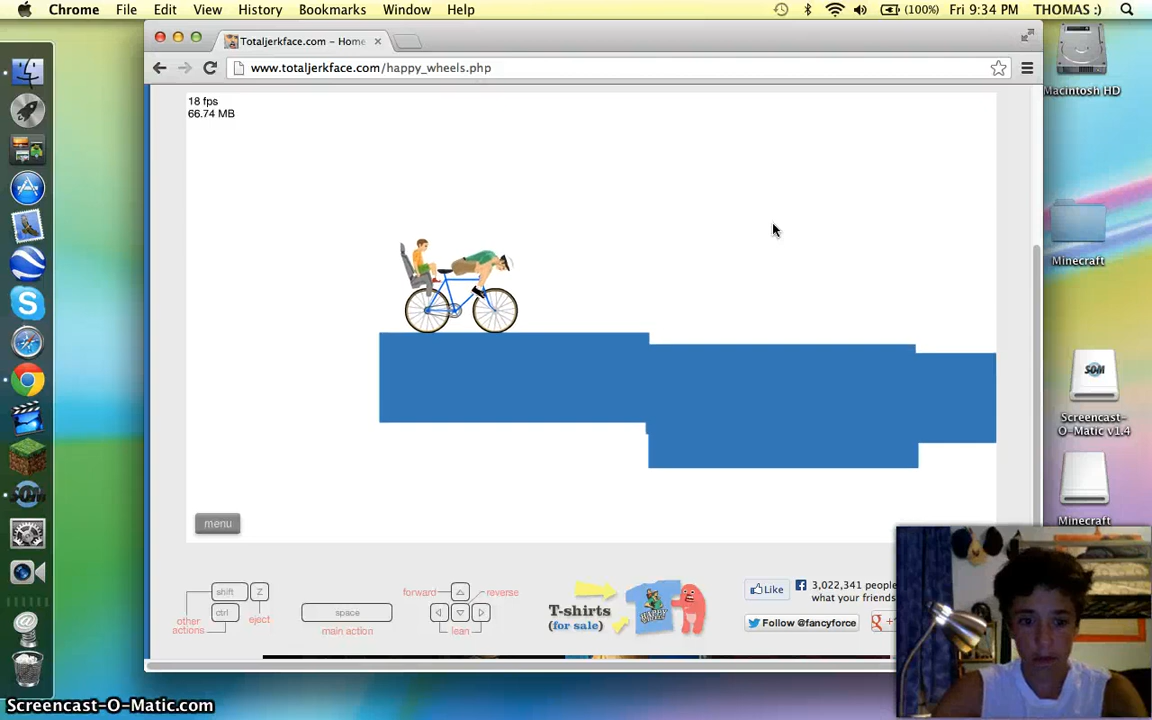 Chrome File Edit View History Bookmarks Window Help (100%) Fri 9:34 PM THOMAS :)
Totaljerkface.com – Home
www.totaljerkface.com/happy_wheels.php
Macintosh HD
18 fps
66.74 MB
Minecraft
SOM
Screencast-
O-Matic v1.4
Minecraft
menu
shift Z
ctrl
other
actions
eject
space
main action
forward
reverse
lean
T-shirts
(for sale)
Like
3,022,341 people
what your friends
Follow @fancyforce
Screencast-O-Matic.com